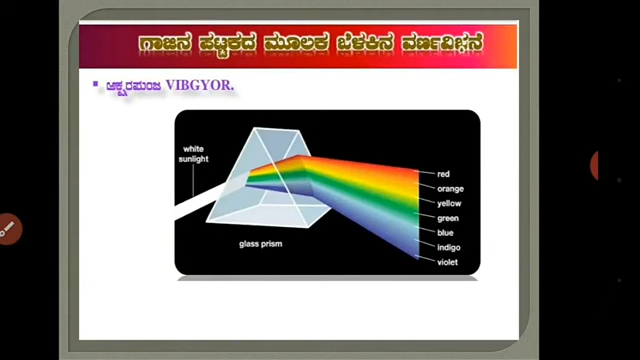 ಗಾಜಿನ ಪಟ್ಟಕದ ಮೂಲಕ ಬೆಳಕಿನ ವರ್ಣವಿಭಜನೆ
ಅಕ್ಷರಪುಂಜ VIBGYOR.
white
sunlight
glass prism
red
orange
yellow
green
blue
indigo
violet